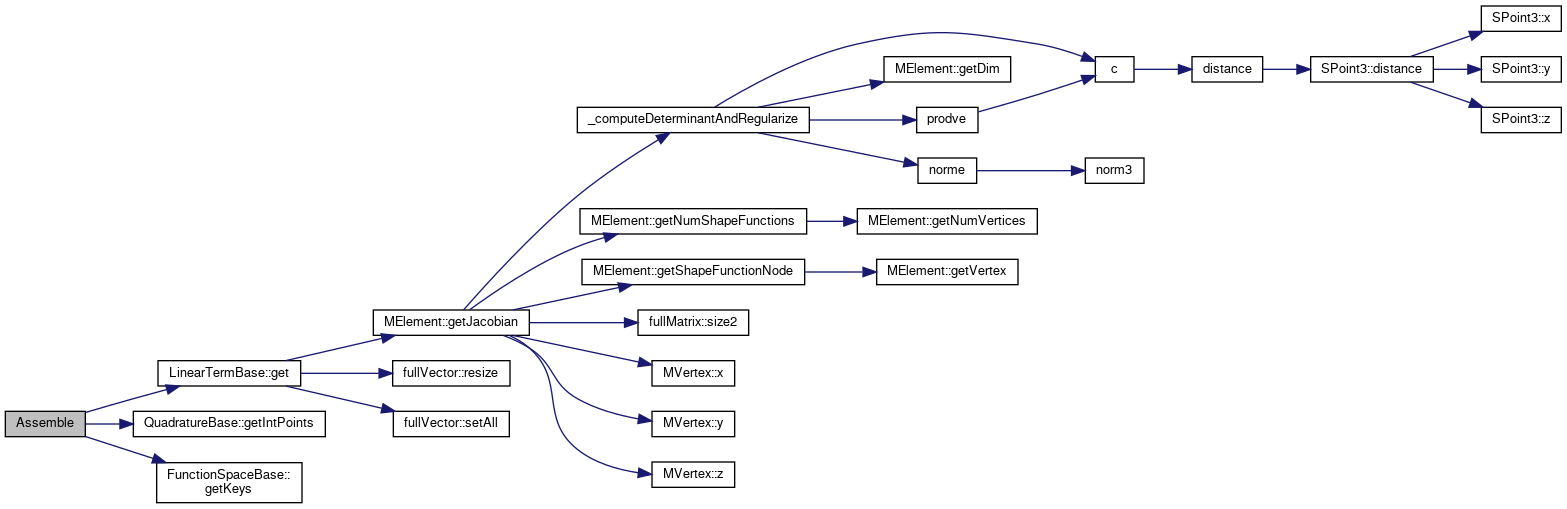 SPoint3::x
MElement::getDim
c
distance
SPoint3::distance
SPoint3::y
_computeDeterminantAndRegularize
prodve
SPoint3::z
norme
norm3
MElement::getNumShapeFunctions
MElement::getNumVertices
MElement::getShapeFunctionNode
MElement::getVertex
MElement::getJacobian
fullMatrix::size2
LinearTermBase::get
fullVector::resize
MVertex::x
Assemble
QuadratureBase::getIntPoints
fullVector::setAll
MVertex::y
FunctionSpaceBase::
getKeys
MVertex::z